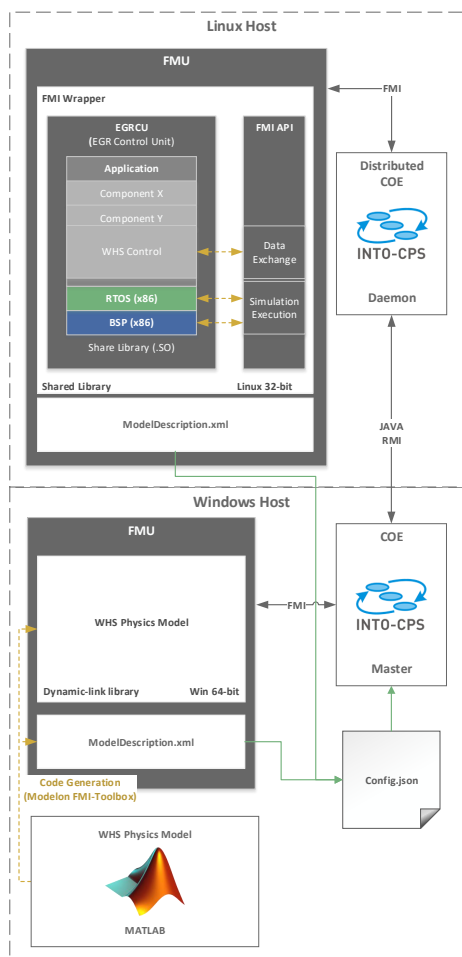 Linux Host
FMU
FMI Wrapper
EGRCU
(EGR Control Unit)
FMI API
Application
Component X
Component Y
WHS Control
Data
Exchange
RTOS (x86)
BSP (x86)
Simulation
Execution
Share Library (.SO)
Shared Library
Linux 32-bit
ModelDescription.xml
FMI
Distributed
COE
INTO-CPS
Daemon
JAVA
RMI
Windows Host
FMU
WHS Physics Model
Dynamic-link library
Win 64-bit
ModelDescription.xml
FMI
COE
INTO-CPS
Master
Config.json
Code Generation
(Modelon FMI-Toolbox)
WHS Physics Model
MATLAB